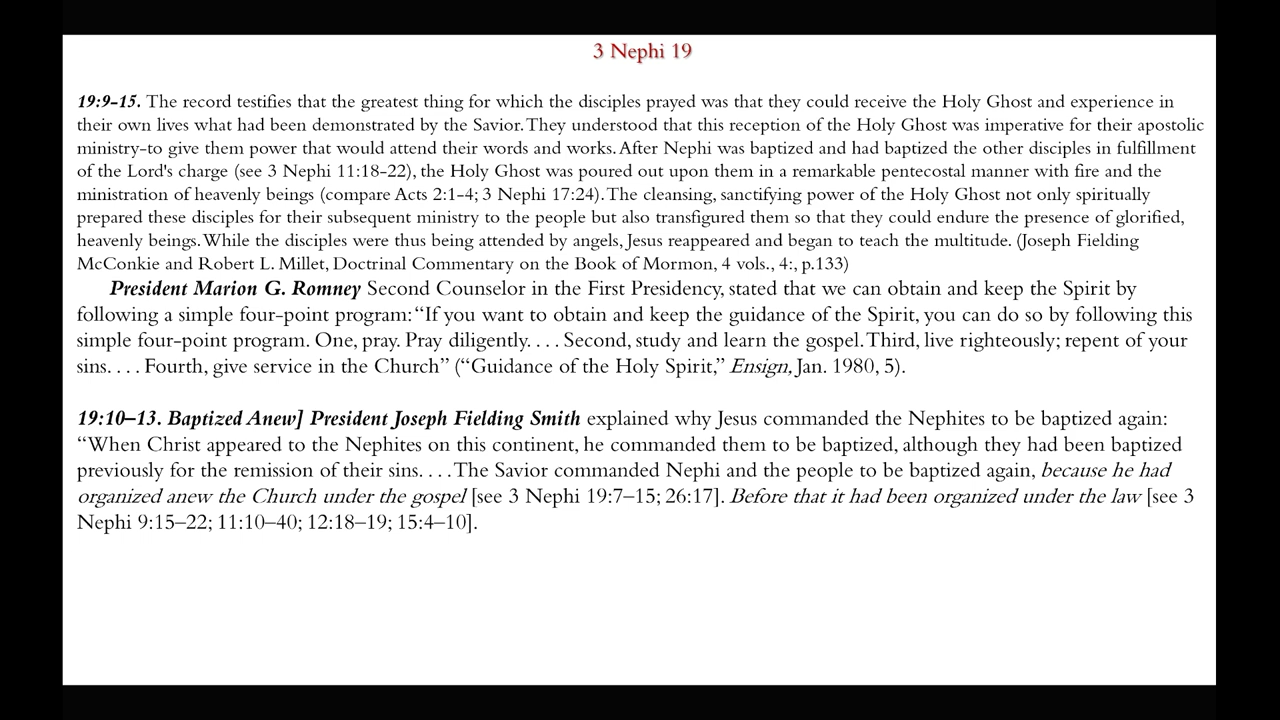 3 Nephi 19
19:9-15. The record testifies that the greatest thing for which the disciples prayed was that they could receive the Holy Ghost and experience in
their own lives what had been demonstrated by the Savior. They understood that this reception of the Holy Ghost was imperative for their apostolic
ministry-to give them power that would attend their words and works. After Nephi was baptized and had baptized the other disciples in fulfillment
of the Lord's charge (see 3 Nephi 11:18-22), the Holy Ghost was poured out upon them in a remarkable pentecostal manner with fire and the
ministration of heavenly beings (compare Acts 2:1-4; 3 Nephi 17:24). The cleansing, sanctifying power of the Holy Ghost not only spiritually
prepared these disciples for their subsequent ministry to the people but also transfigured them so that they could endure the presence of glorified,
heavenly beings. While the disciples were thus being attended by angels, Jesus reappeared and began to teach the multitude. (Joseph Fielding
McConkie and Robert L. Millet, Doctrinal Commentary on the Book of Mormon, 4 vols., 4:, p.133)
President Marion G. Romney Second Counselor in the First Presidency, stated that we can obtain and keep the Spirit by
following a simple four-point program: “If you want to obtain and keep the guidance of the Spirit, you can do so by following this
simple four-point program. One, pray. Pray diligently. . . . Second, study and learn the gospel. Third, live righteously; repent of your
sins. . . . Fourth, give service in the Church” (“Guidance of the Holy Spirit,” Ensign, Jan. 1980, 5).
19:10–13. Baptized Anew] President Joseph Fielding Smith explained why Jesus commanded the Nephites to be baptized again:
“When Christ appeared to the Nephites on this continent, he commanded them to be baptized, although they had been baptized
previously for the remission of their sins. . . . The Savior commanded Nephi and the people to be baptized again, because he had
organized anew the Church under the gospel [see 3 Nephi 19:7–15; 26:17]. Before that it had been organized under the law [see 3
Nephi 9:15–22; 11:10–40; 12:18–19; 15:4–10].